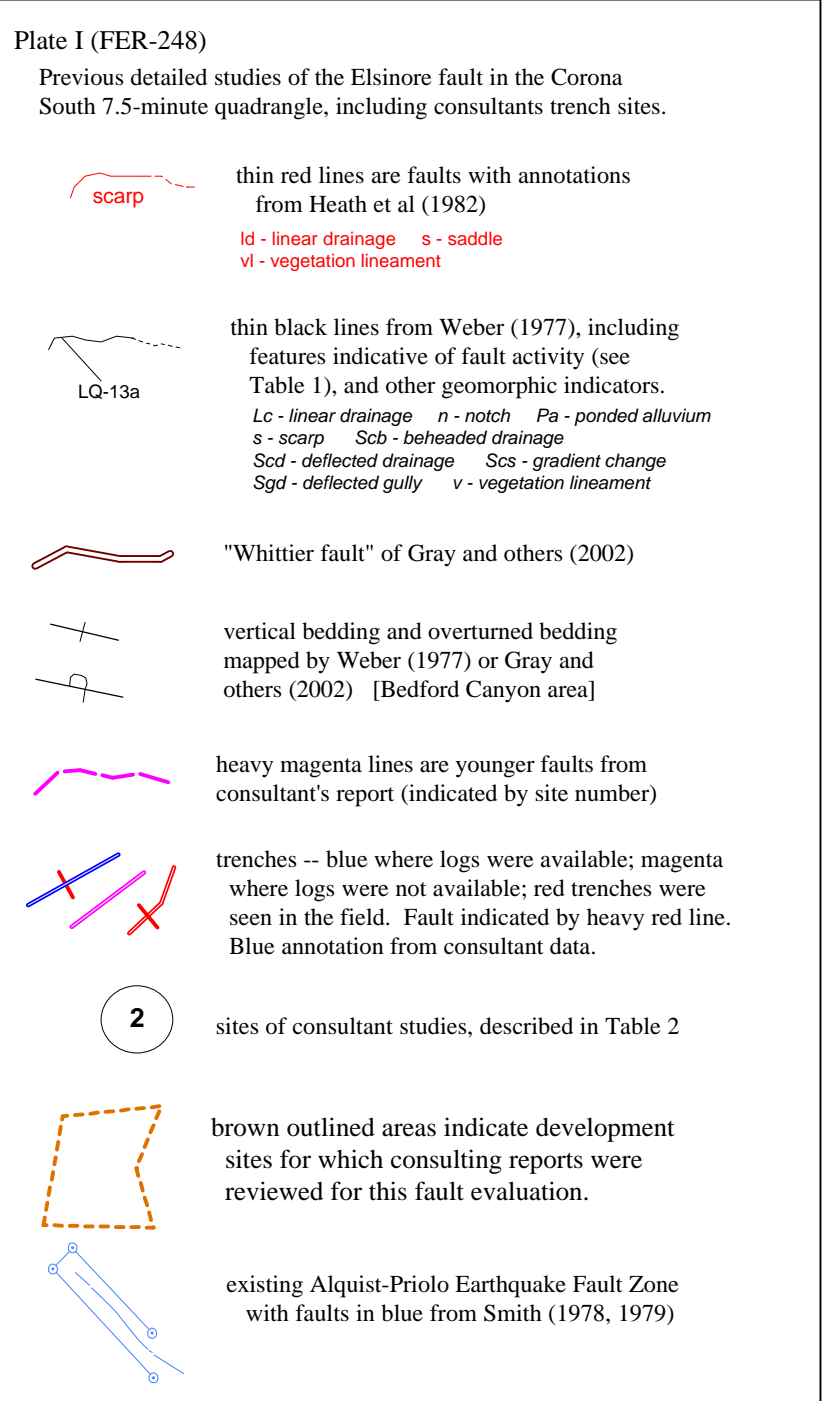 Plate I (FER-248)
Previous detailed studies of the Elsinore fault in the Corona
South 7.5-minute quadrangle, including consultants trench sites.
scarp
thin red lines are faults with annotations
from Heath et al (1982)
ld - linear drainage s - saddle
vl - vegetation lineament
LQ-13a
thin black lines from Weber (1977), including
features indicative of fault activity (see
Table 1), and other geomorphic indicators.
Lc - linear drainage n - notch Pa - ponded alluvium
s - scarp Scb - beheaded drainage
Scd - deflected drainage Scs - gradient change
Sgd - deflected gully v - vegetation lineament
"Whittier fault" of Gray and others (2002)
vertical bedding and overturned bedding
mapped by Weber (1977) or Gray and
others (2002) [Bedford Canyon area]
heavy magenta lines are younger faults from
consultant's report (indicated by site number)
trenches -- blue where logs were available; magenta
where logs were not available; red trenches were
seen in the field. Fault indicated by heavy red line.
Blue annotation from consultant data.
2
sites of consultant studies, described in Table 2
brown outlined areas indicate development
sites for which consulting reports were
reviewed for this fault evaluation.
existing Alquist-Priolo Earthquake Fault Zone
with faults in blue from Smith (1978, 1979)